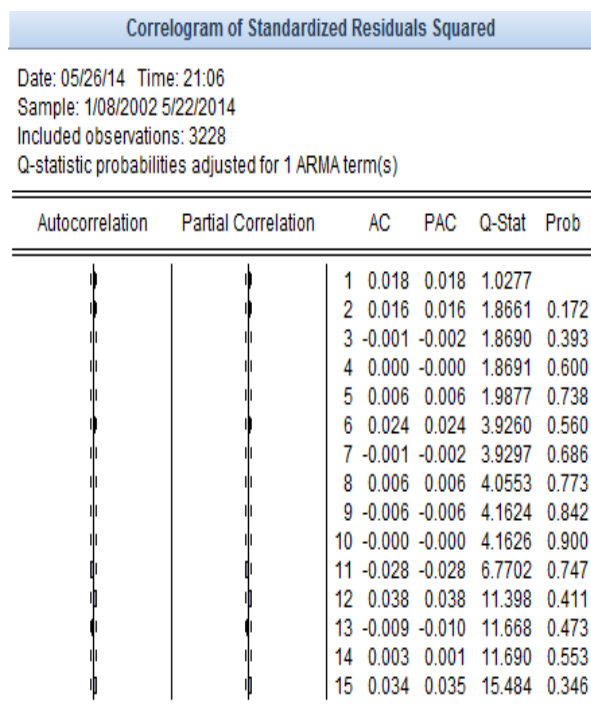 Correlogram of Standardized Residuals Squared
Date: 05/26/14 Time: 21:06
Sample: 1/08/2002 5/22/2014
Included observations: 3228
Q-statistic probabilities adjusted for 1 ARMA term(s)
Autocorrelation Partial Correlation AC PAC Q-Stat Prob
1 0.018 0.018 1.0277
2 0.016 0.016 1.8661 0.172
3 -0.001 -0.002 1.8690 0.393
4 0.000 -0.000 1.8691 0.600
5 0.006 0.006 1.9877 0.738
6 0.024 0.024 3.9260 0.560
7 -0.001 -0.002 3.9297 0.686
8 0.006 0.006 4.0553 0.773
9 -0.006 -0.006 4.1624 0.842
10 -0.000 -0.000 4.1626 0.900
11 -0.028 -0.028 6.7702 0.747
12 0.038 0.038 11.398 0.411
13 -0.009 -0.010 11.668 0.473
14 0.003 0.001 11.690 0.553
15 0.034 0.035 15.484 0.346